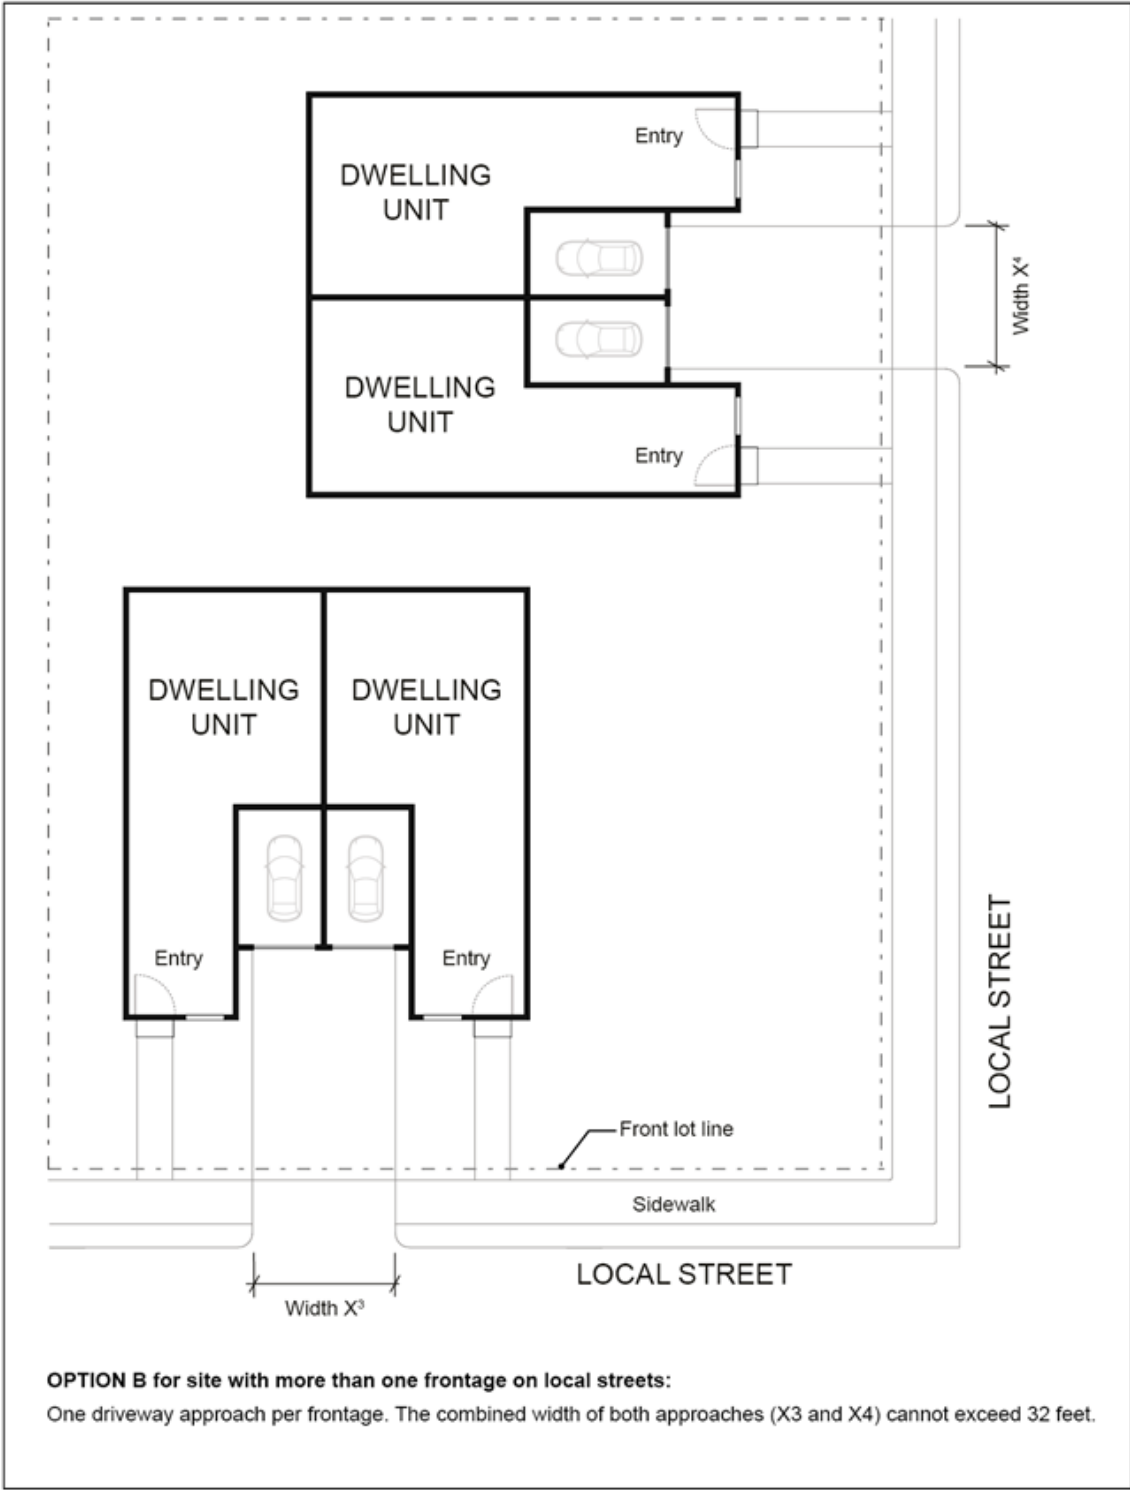 Entry
DWELLING
UNIT
Width X⁴
DWELLING
UNIT
Entry
DWELLING
UNIT
DWELLING
UNIT
Entry
Entry
LOCAL STREET
Front lot line
Sidewalk
LOCAL STREET
Width X³
OPTION B for site with more than one frontage on local streets:
One driveway approach per frontage. The combined width of both approaches (X3 and X4) cannot exceed 32 feet.